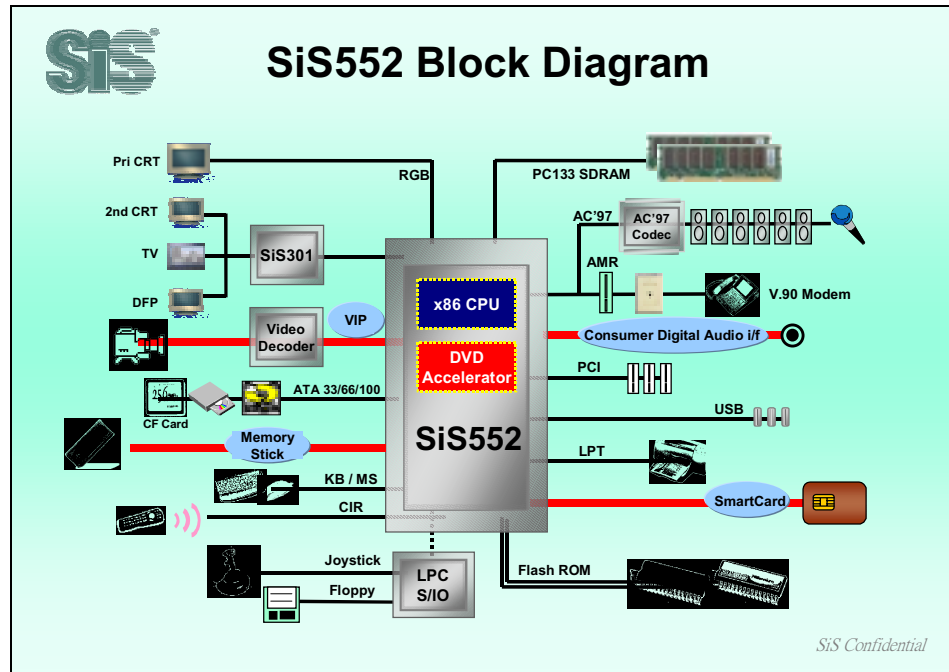 SiS
SiS552 Block Diagram
Pri CRT
RGB
PC133 SDRAM
2nd CRT
AC'97
AC'97
Codec
TV
SiS301
AMR
V.90 Modem
DFP
x86 CPU
VIP
Video
Decoder
Consumer Digital Audio i/f
DVD
Accelerator
PCI
ATA 33/66/100
256
CF Card
USB
Memory
Stick
SiS552
LPT
KB / MS
CIR
SmartCard
Joystick
LPC
S/IO
Flash ROM
Floppy
SiS Confidential